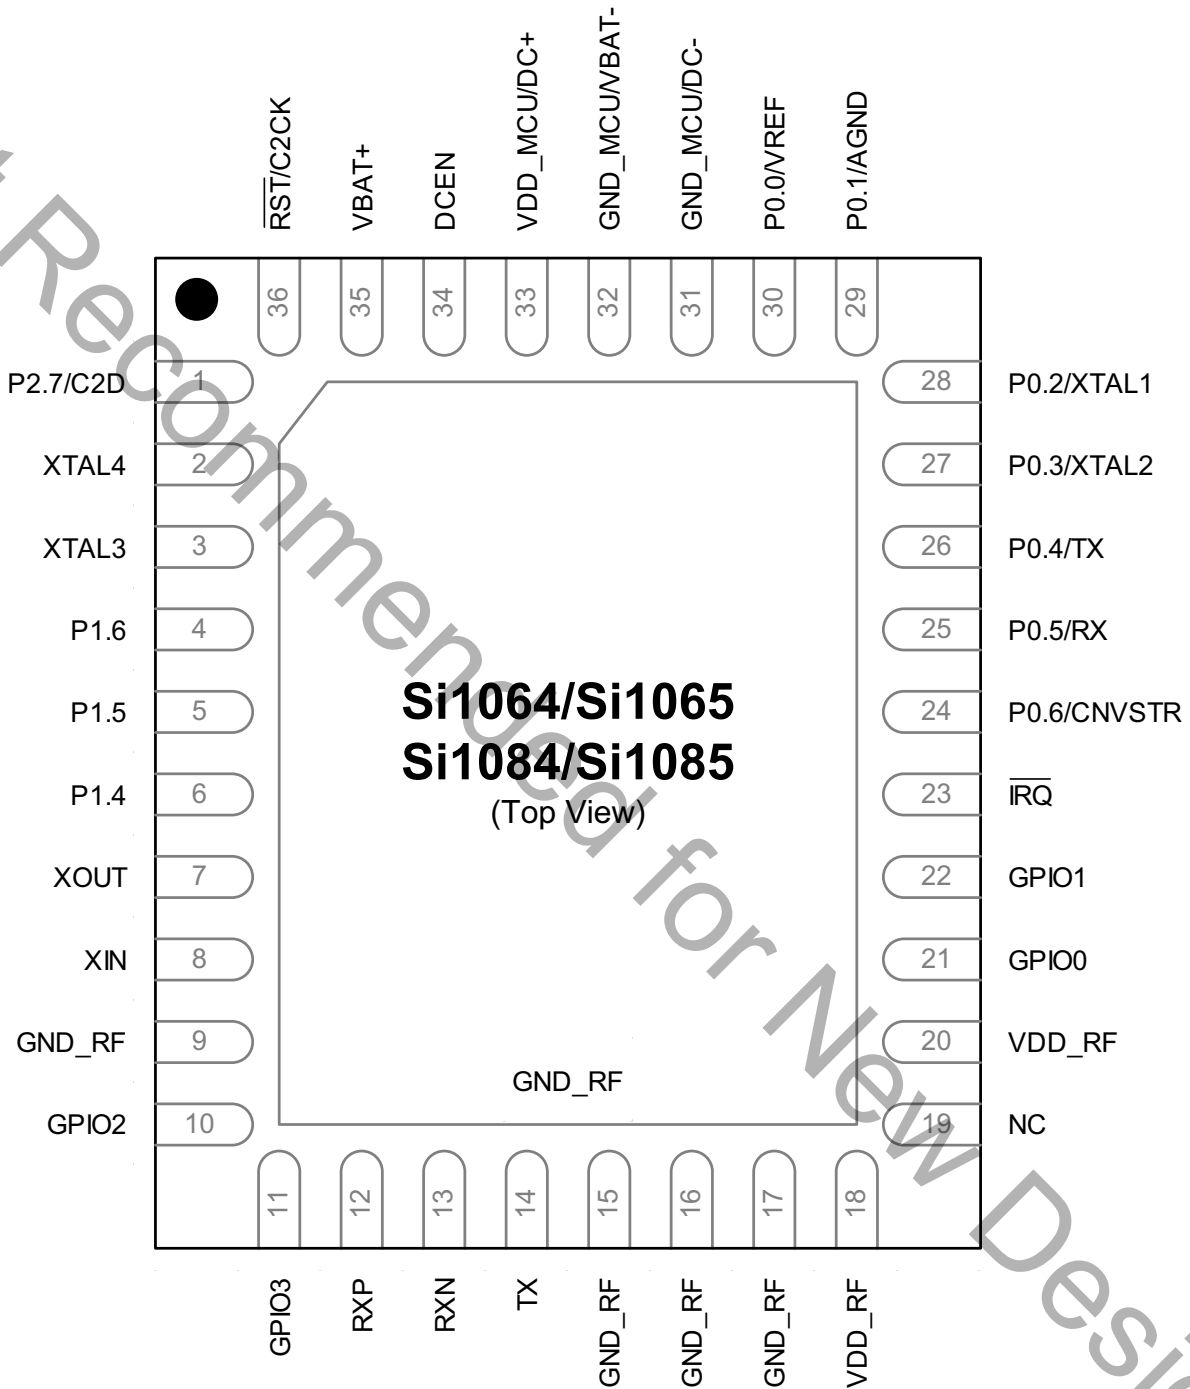 RST/C2CK
VBAT+
DCEN
VDD_MCU/DC+
GND_MCU/VBAT-
GND_MCU/DC-
P0.0/VREF
P0.1/AGND
36
35
34
33
32
31
30
29
P2.7/C2D 1
XTAL4 2
XTAL3 3
P1.6 4
P1.5 5
P1.4 6
XOUT 7
XIN 8
GND_RF 9
GPIO2 10
28 P0.2/XTAL1
27 P0.3/XTAL2
26 P0.4/TX
25 P0.5/RX
24 P0.6/CNVSTR
23 IRQ
22 GPIO1
21 GPIO0
20 VDD_RF
19 NC
Si1064/Si1065
Si1084/Si1085
(Top View)
GND_RF
11
12
13
14
15
16
17
18
GPIO3
RXP
RXN
TX
GND_RF
GND_RF
GND_RF
VDD_RF
Recommended for New